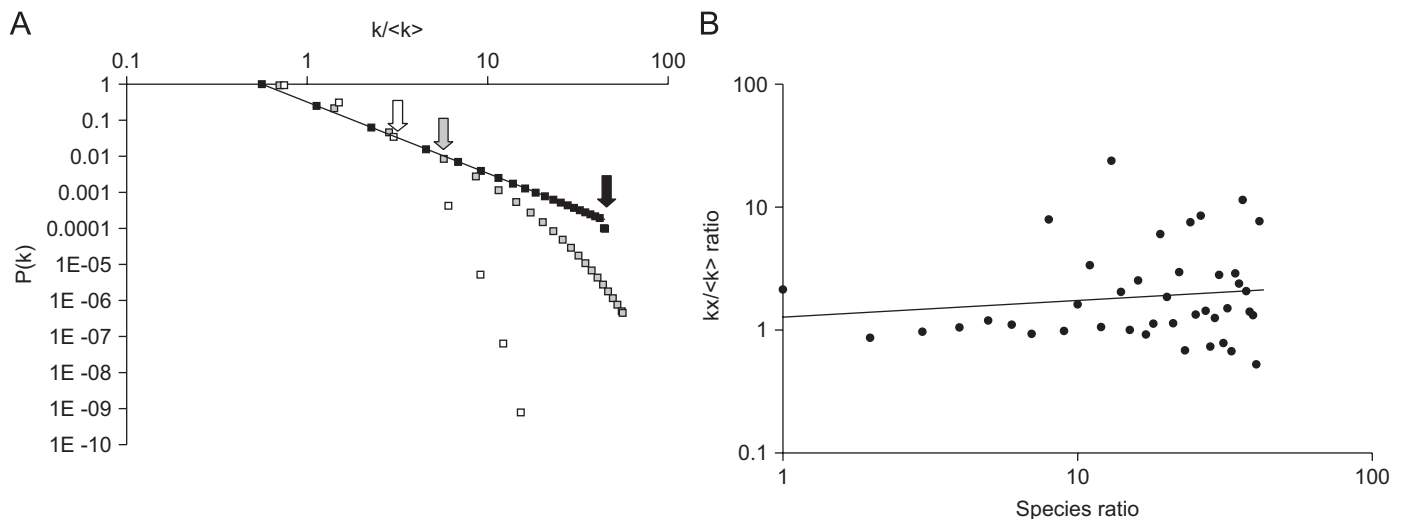 A
k/<k>
0.1 1 10 100
1
0.1
0.01
0.001
0.0001
1E-05
1E -06
1E -07
1E -08
1E -09
1E -10
P(k)
B
100
10
1
0.1
kx/<k> ratio
1 10 100
Species ratio